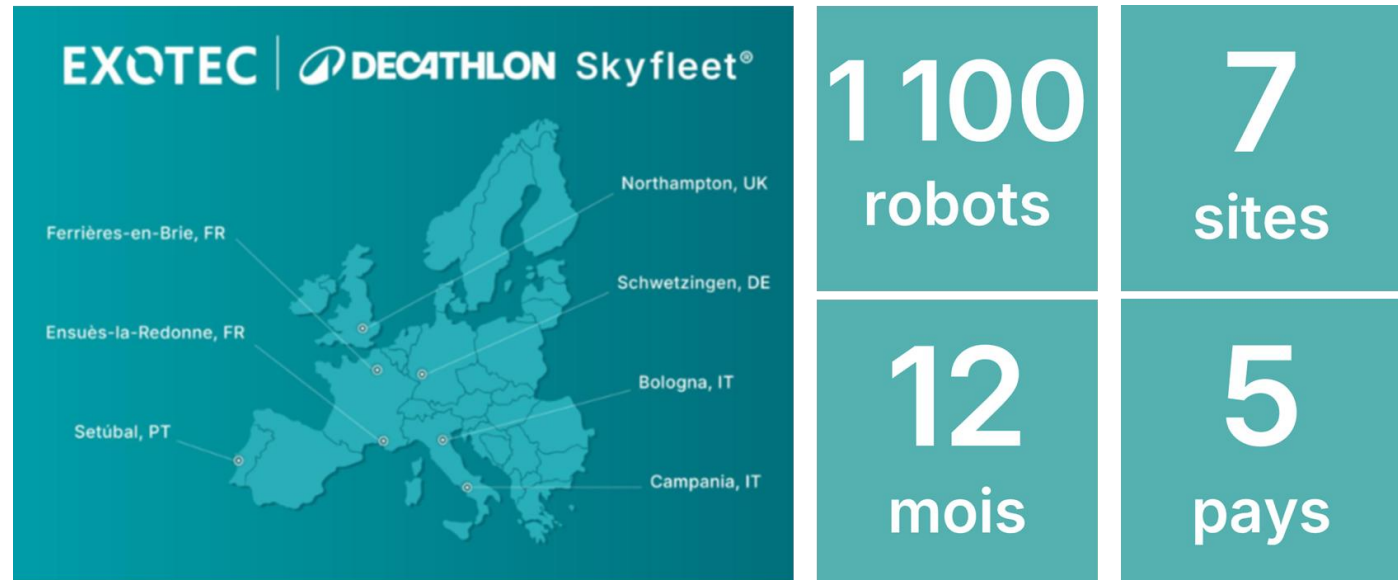 EXOTEC | DECATHLON Skyfleet®
Northampton, UK
Ferrières-en-Brie, FR
Schwetzingen, DE
Ensuès-la-Redonne, FR
Bologna, IT
Setúbal, PT
Campania, IT
1 100
robots
7
sites
12
mois
5
pays